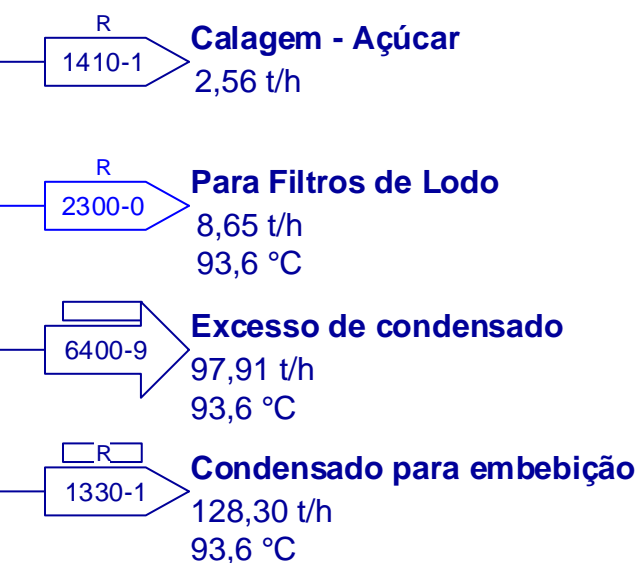 R
1410-1
Calagem - Açúcar
2,56 t/h
R
2300-0
Para Filtros de Lodo
8,65 t/h
93,6 °C
6400-9
Excesso de condensado
97,91 t/h
93,6 °C
R
1330-1
Condensado para embebição
128,30 t/h
93,6 °C